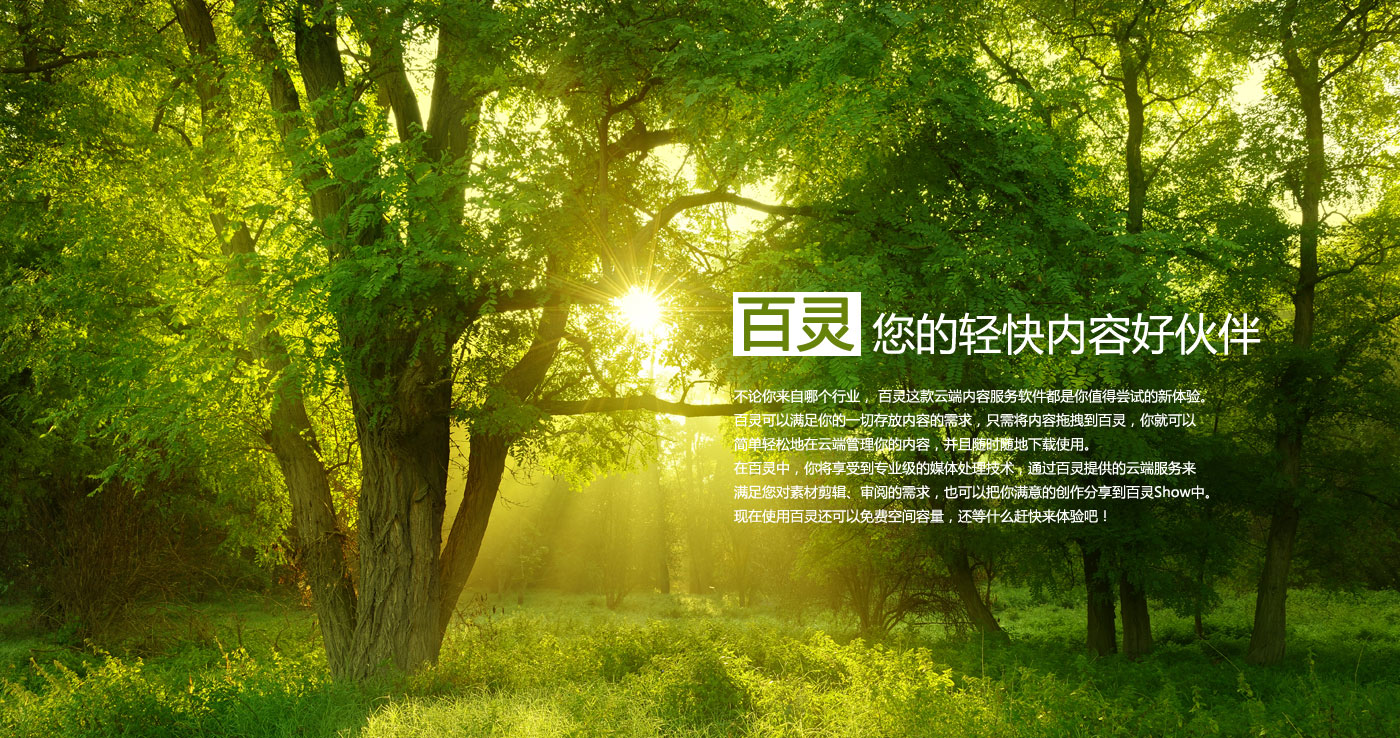 百灵 您的轻快内容好伙伴
不论你来自哪个行业， 百灵这款云端内容服务软件都是你值得尝试的新体验。
百灵可以满足你的一切存放内容的需求，只需将内容拖拽到百灵，你就可以
简单轻松地在云端管理你的内容，并且随时随地下载使用。
在百灵中，你将享受到专业级的媒体处理技术，通过百灵提供的云端服务来
满足您对素材剪辑、审阅的需求，也可以把你满意的创作分享到百灵Show中。
现在使用百灵还可以免费空间容量，还等什么赶快来体验吧！